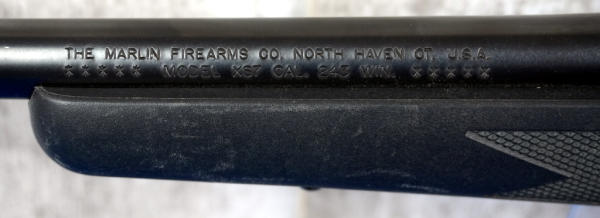 THE MARLIN FIREARMS CO. NORTH HAVEN CT. U.S.A.
★★★★★ MODEL XS7 CAL. 243 WIN. ★★★★★